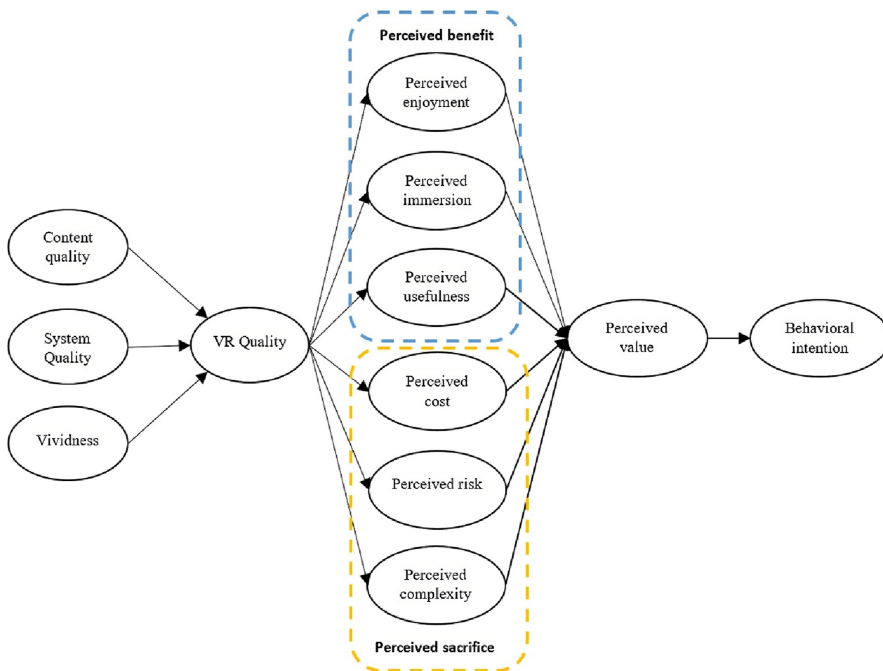 Perceived benefit
Perceived
enjoyment
Perceived
immersion
Content
quality
Perceived
usefulness
System
Quality
VR Quality
Perceived
value
Behavioral
intention
Perceived
cost
Vividness
Perceived risk
Perceived
complexity
Perceived sacrifice